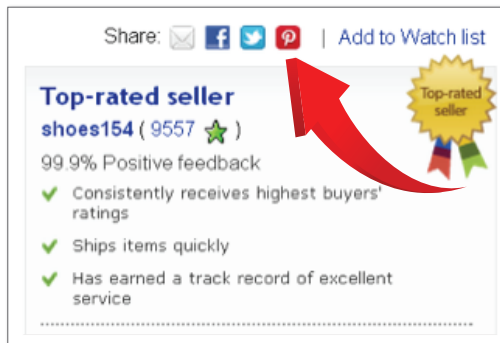 Share: | Add to Watch list
Top-rated seller
Top-rated
seller
shoes154 ( 9557 )
99.9% Positive feedback
Consistently receives highest buyers'
ratings
Ships items quickly
Has earned a track record of excellent
service